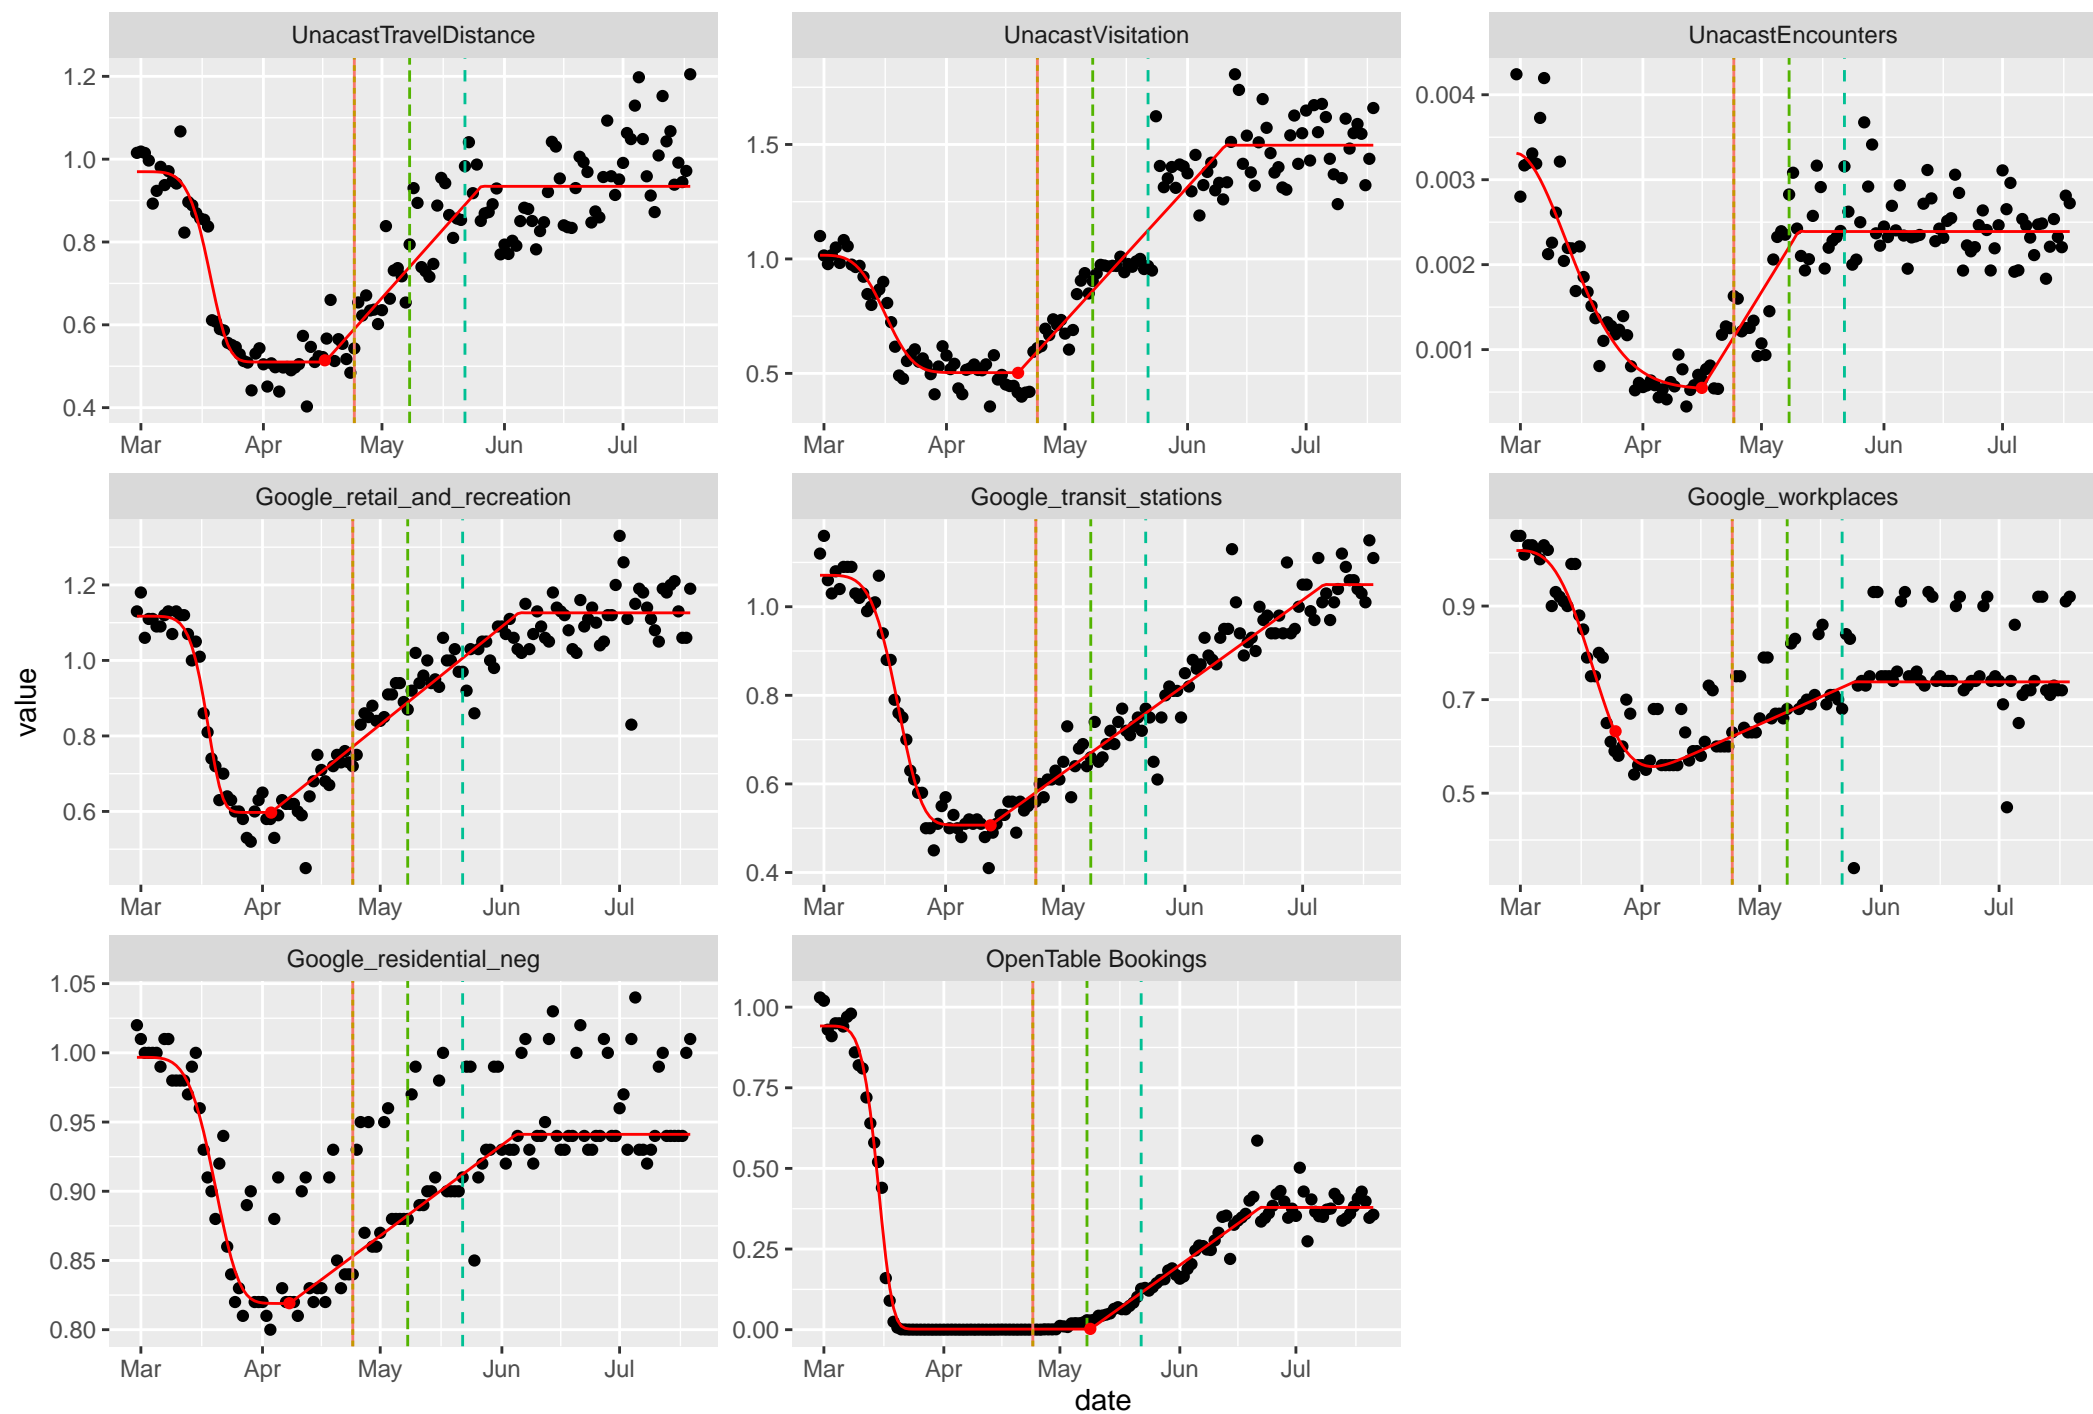 UnacastTravelDistance
UnacastVisitation
UnacastEncounters
1.2
1.0
0.8
0.6
0.4
Mar Apr May Jun Jul
1.5
1.0
0.5
Mar Apr May Jun Jul
0.004
0.003
0.002
0.001
Mar Apr May Jun Jul
Google_retail_and_recreation
Google_transit_stations
Google_workplaces
value
1.2
1.0
0.8
0.6
Mar Apr May Jun Jul
1.0
0.8
0.6
0.4
Mar Apr May Jun Jul
0.9
0.7
0.5
Mar Apr May Jun Jul
Google_residential_neg
OpenTable Bookings
1.05
1.00
0.95
0.90
0.85
0.80
Mar Apr May Jun Jul
1.00
0.75
0.50
0.25
0.00
Mar Apr May Jun Jul
date